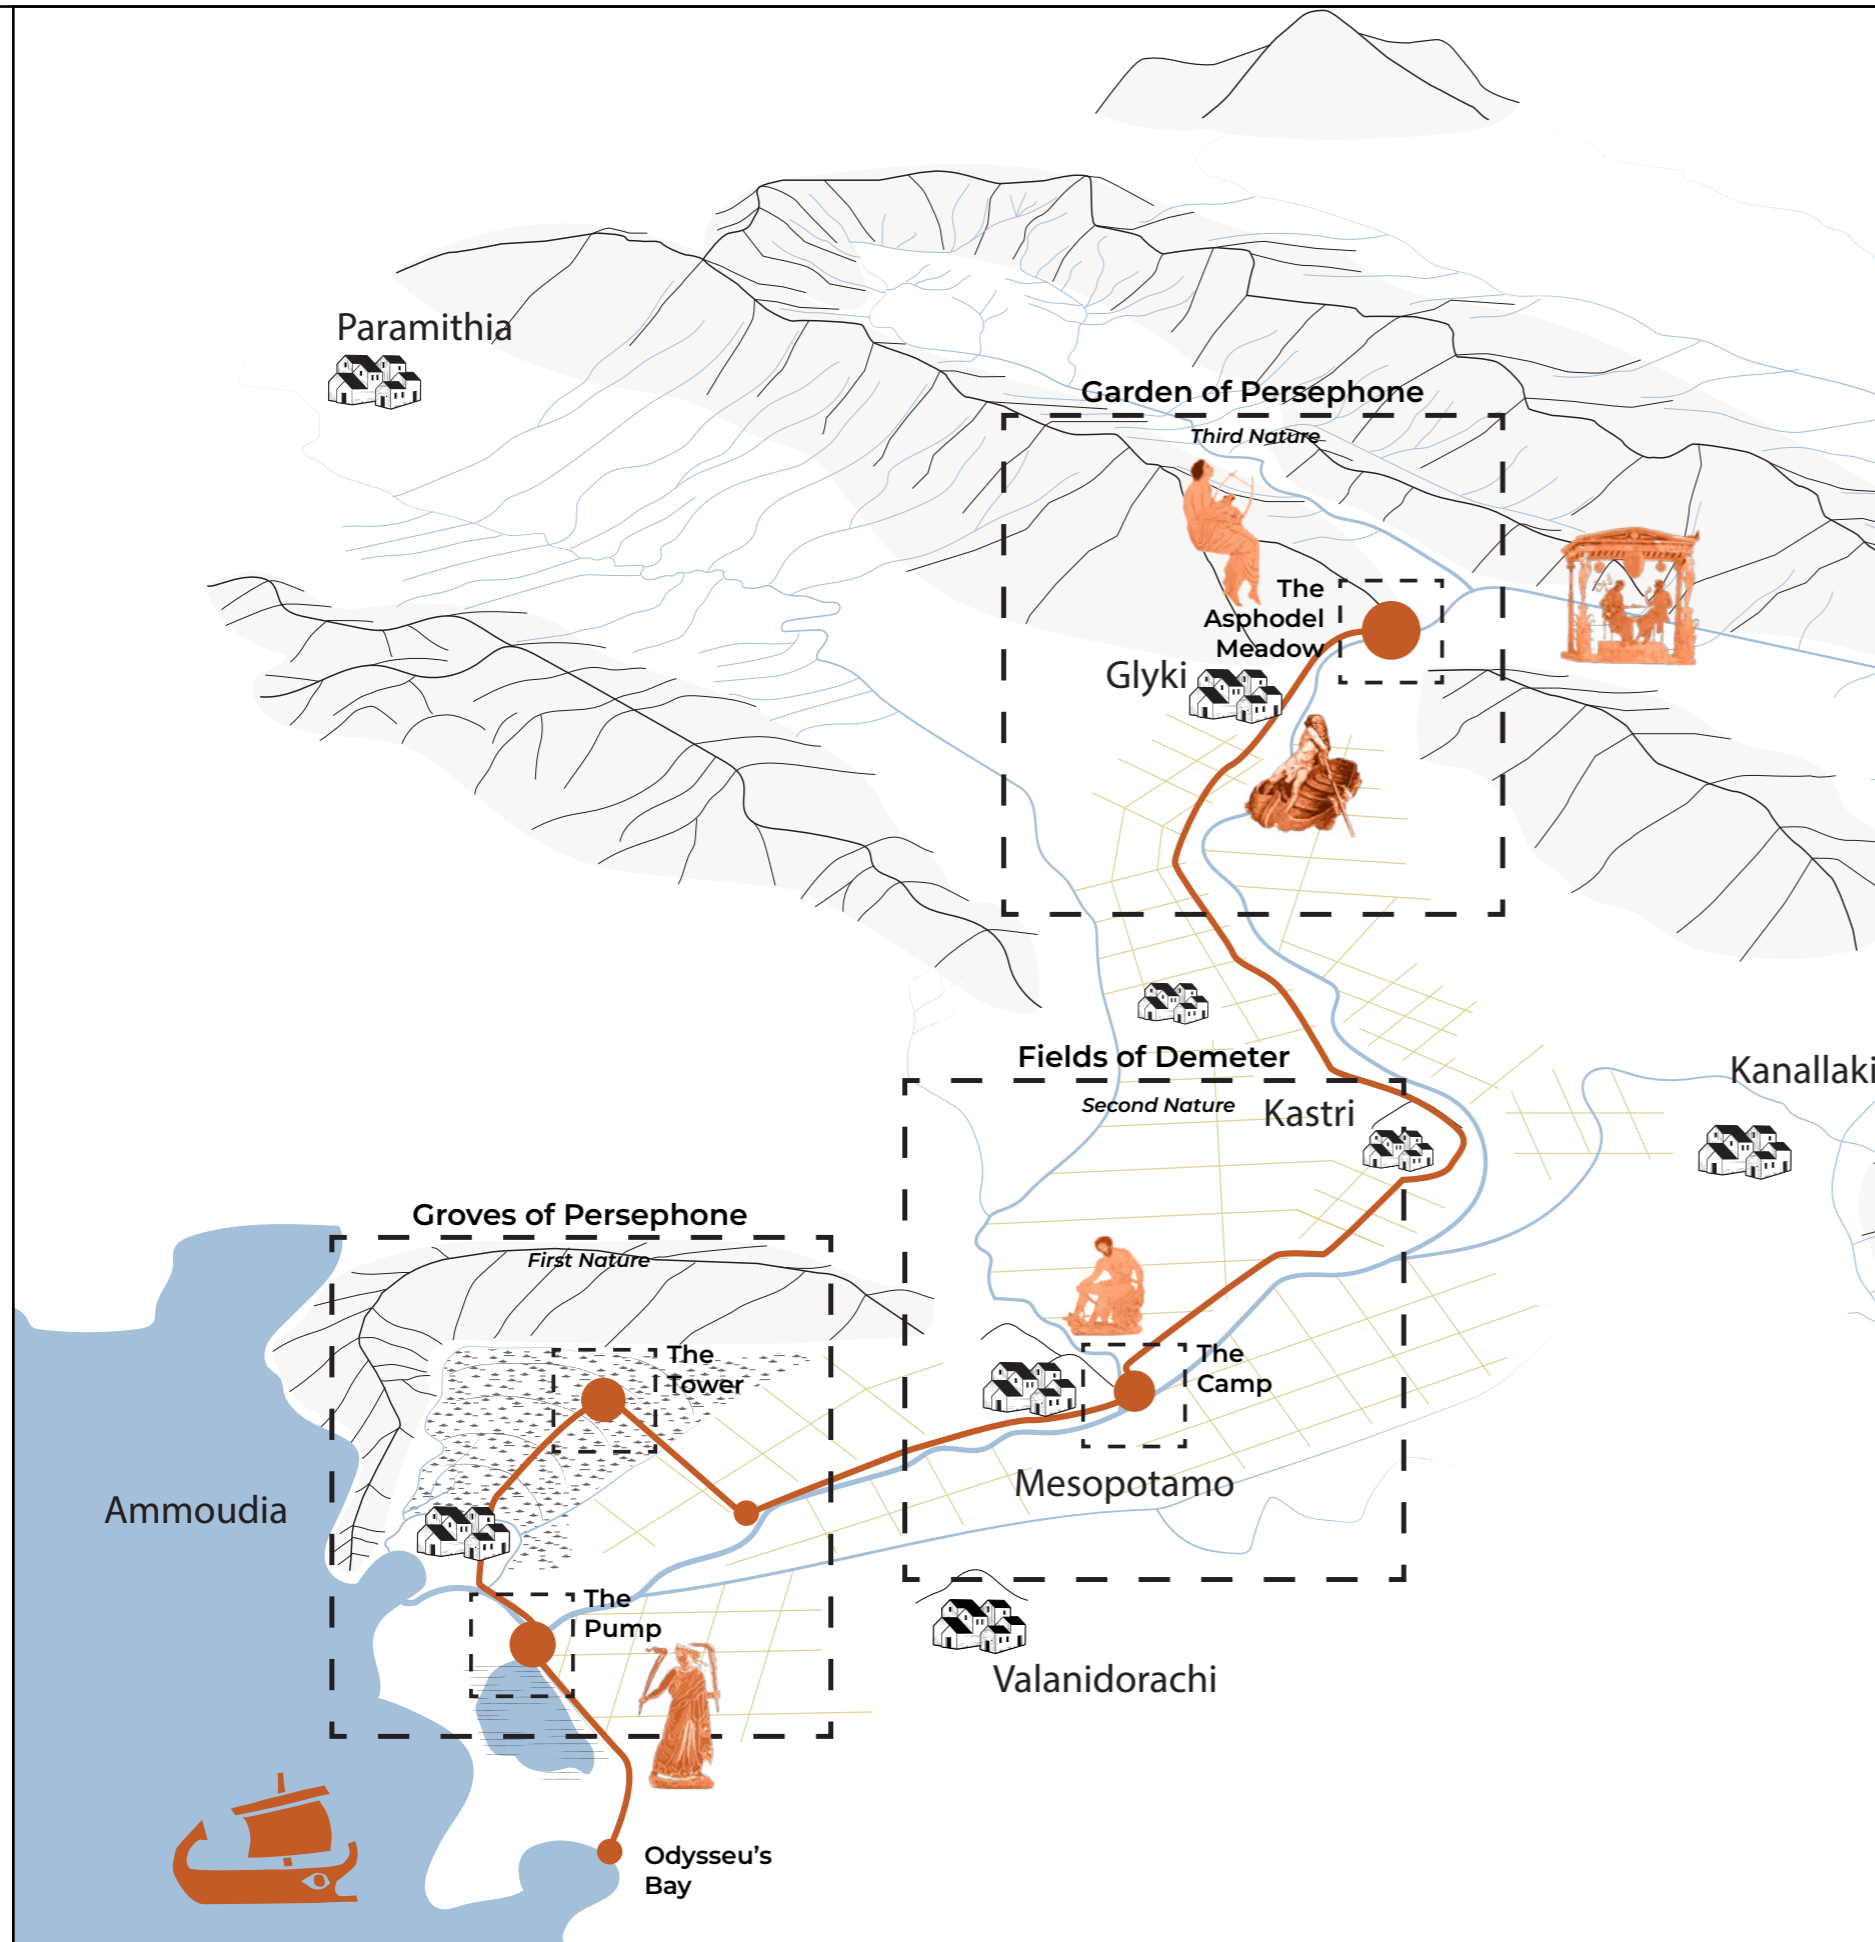 Paramithia
Garden of Persephone
Third Nature
The
Asphodel
Meadow
Glyki
Fields of Demeter
Second Nature
Kastri
Kanallaki
Groves of Persephone
First Nature
The
Tower
The
Camp
Mesopotamo
Ammoudia
The
Pump
Valanidorachi
Odysseu's
Bay